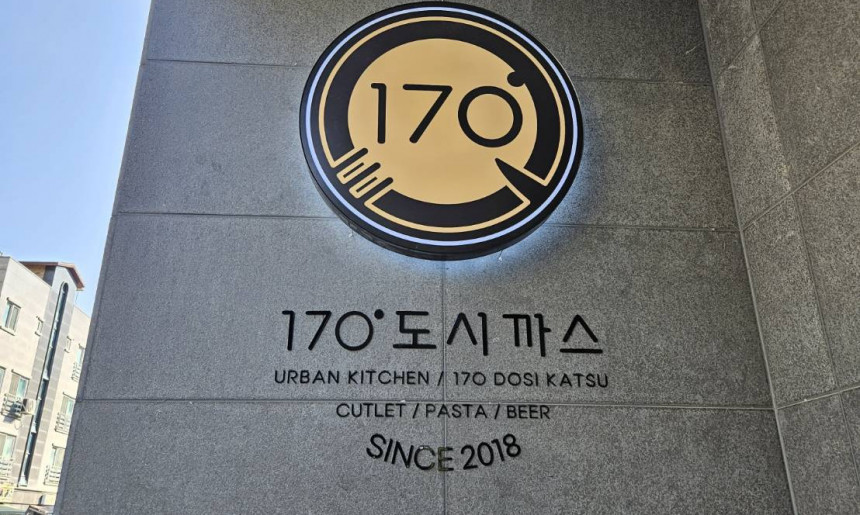 170°
170°도시까스
URBAN KITCHEN / 170 DOSI KATSU
CUTLET / PASTA / BEER
SINCE 2018